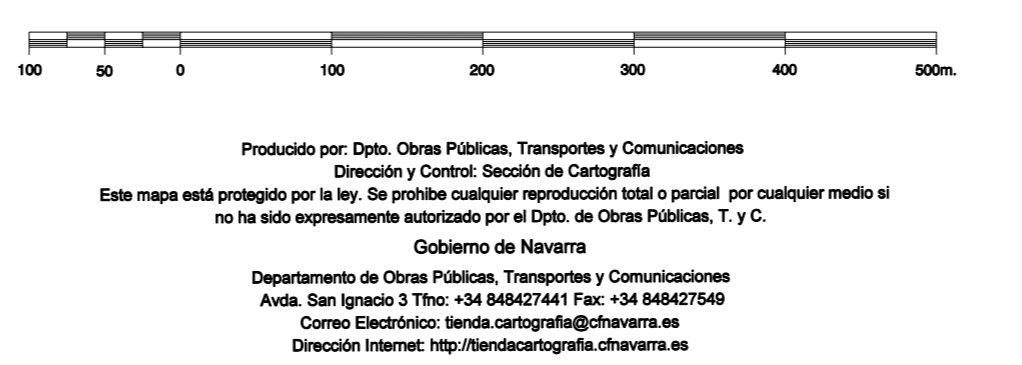 100 50 0 100 200 300 400 500m.
Producido por: Dpto. Obras Públicas, Transportes y Comunicaciones
Dirección y Control: Sección de Cartografía
Este mapa está protegido por la ley. Se prohibe cualquier reproducción total o parcial por cualquier medio si
no ha sido expresamente autorizado por el Dpto. de Obras Públicas, T. y C.
Gobierno de Navarra
Departamento de Obras Públicas, Transportes y Comunicaciones
Avda. San Ignacio 3 Tfno: +34 848427441 Fax: +34 848427549
Correo Electrónico: tienda.cartografia@cfnavarra.es
Dirección Internet: http://tiendacartografia.cfnavarra.es